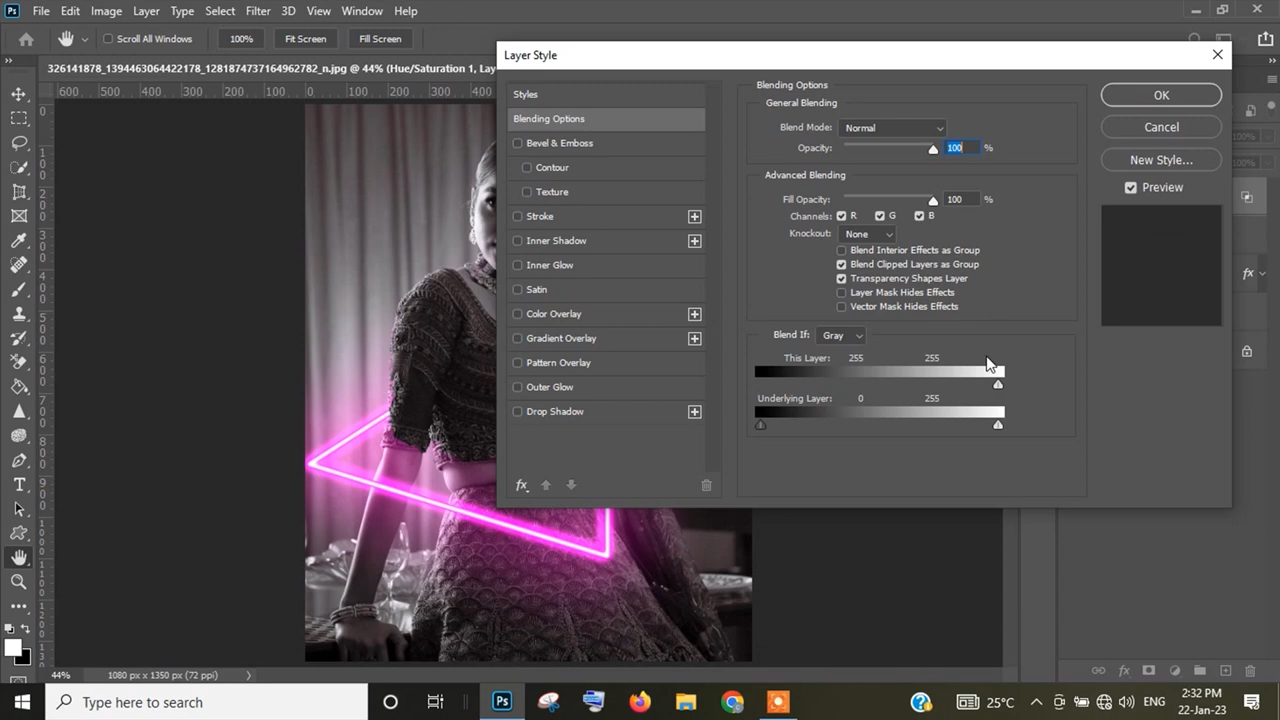 Ps File Edit Image Layer Type Select Filter 3D View Window Help
Scroll All Windows 100% Fit Screen Fill Screen
326141878_1394463064422178_1281874737164962782_n.jpg @ 44% (Hue/Saturation 1, Lay
600 500 400 300 200 100 0 100 200 300 400
Layer Style
Styles
Blending Options
Bevel & Emboss
Contour
Texture
Stroke
Inner Shadow
Inner Glow
Satin
Color Overlay
Gradient Overlay
Pattern Overlay
Outer Glow
Drop Shadow
fx
Blending Options
General Blending
Blend Mode: Normal
Opacity: 100 %
Advanced Blending
Fill Opacity: 100 %
Channels: R G B
Knockout: None
Blend Interior Effects as Group
Blend Clipped Layers as Group
Transparency Shapes Layer
Layer Mask Hides Effects
Vector Mask Hides Effects
Blend If: Gray
This Layer: 255 255
Underlying Layer: 0 255
OK
Cancel
New Style...
Preview
fx
44% 1080 px x 1350 px (72 ppi)
fx
Type here to search
Ps
25°C ENG
2:32 PM
22-Jan-23